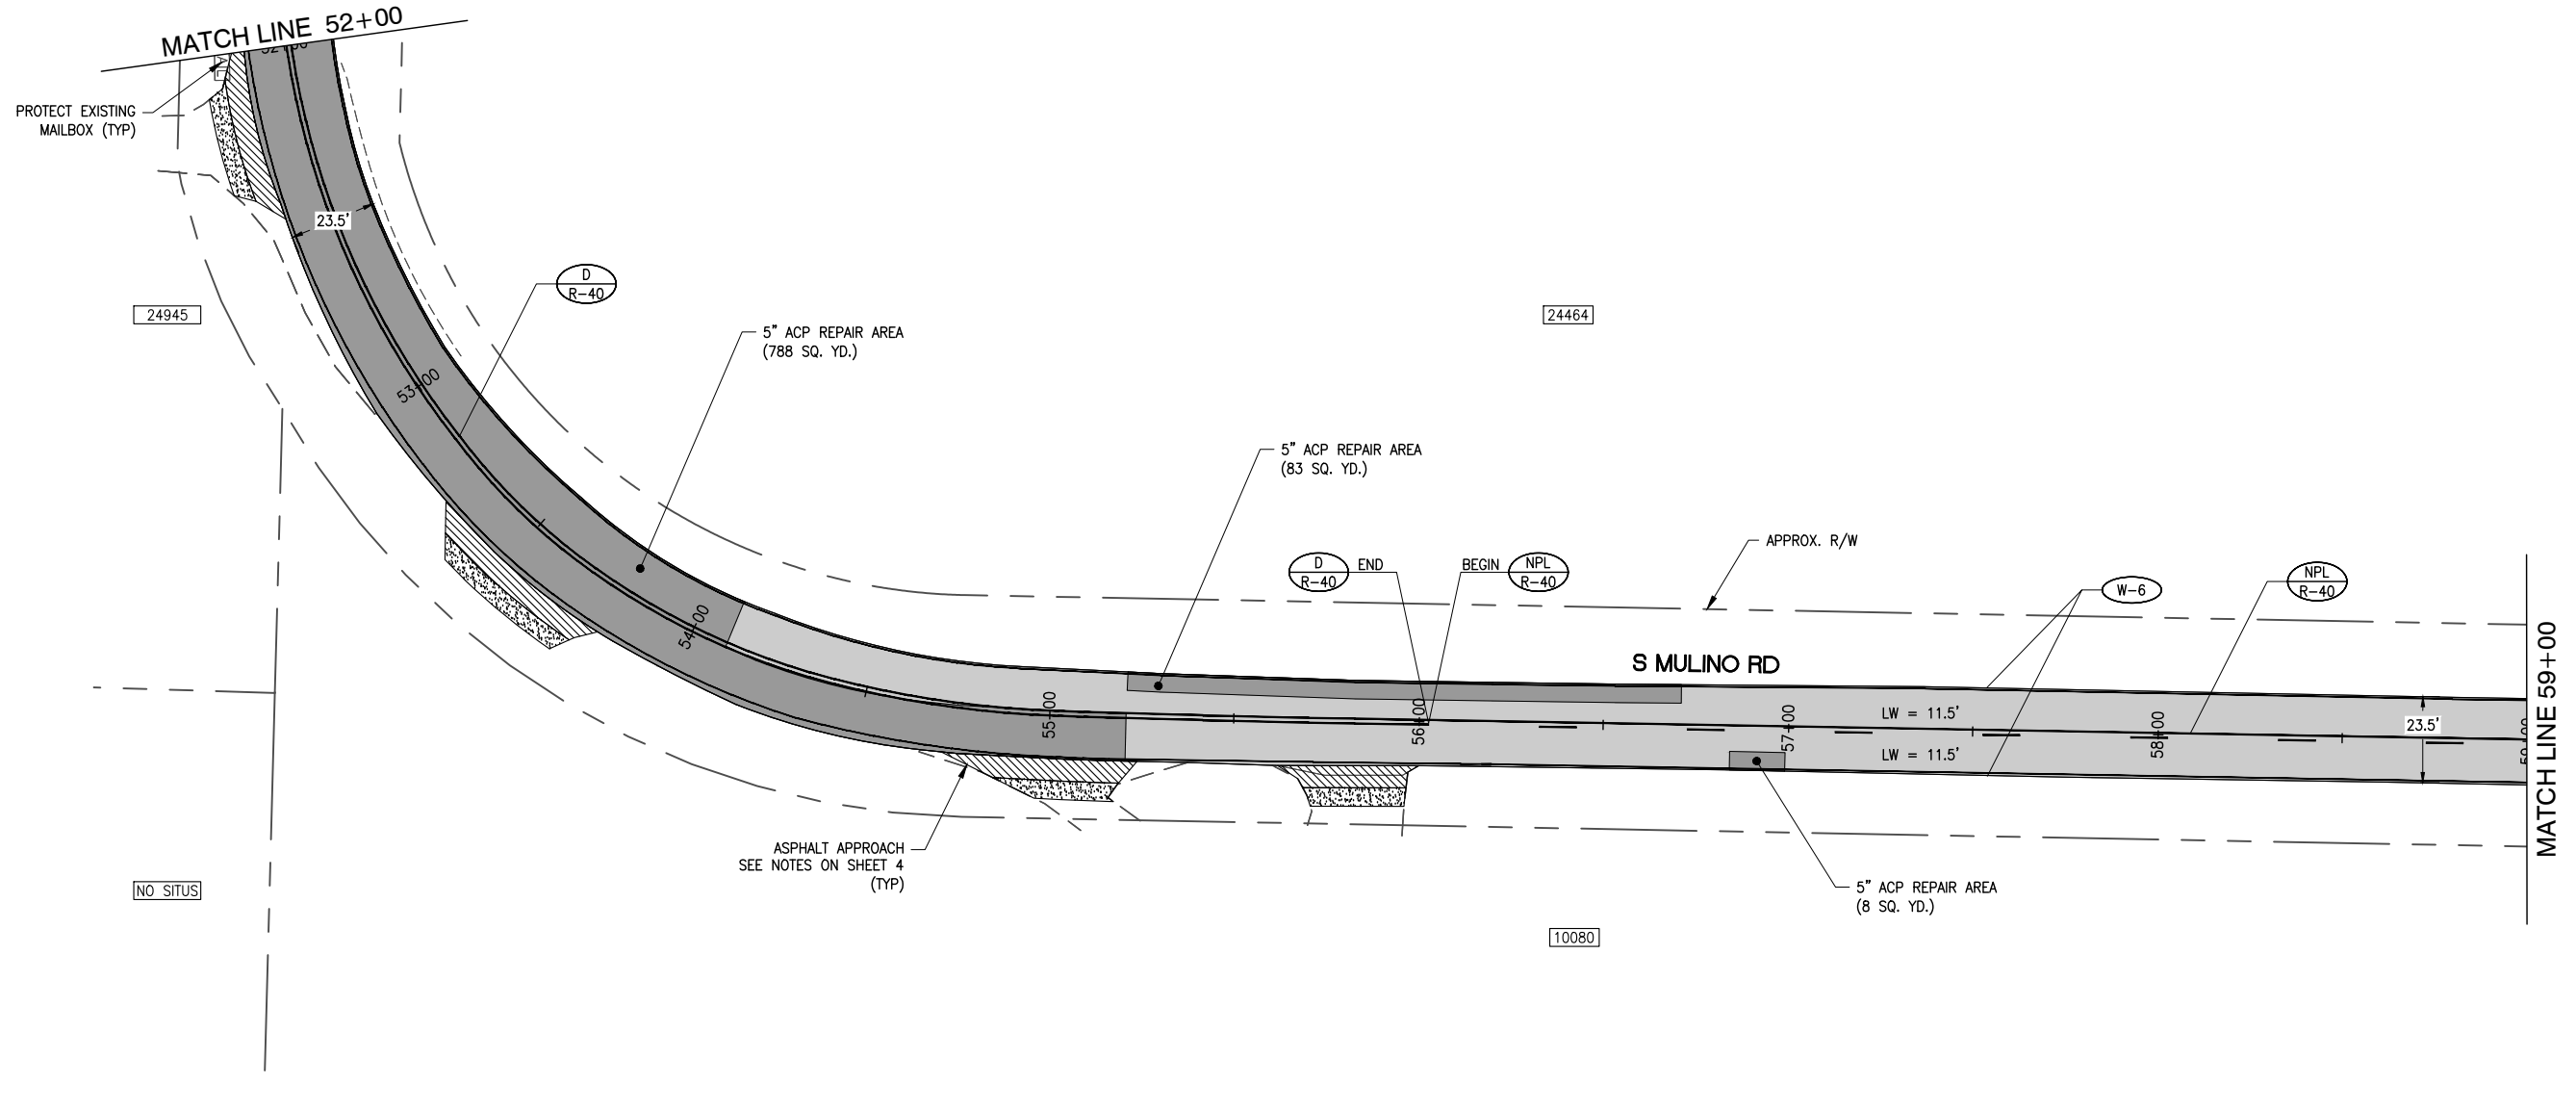 MATCH LINE 52+00
PROTECT EXISTING
MAILBOX (TYP)
23.5'
D
R-40
24945
5" ACP REPAIR AREA
(788 SQ. YD.)
24464
53+00
5" ACP REPAIR AREA
(83 SQ. YD.)
APPROX. R/W
D
R-40
END
BEGIN
NPL
R-40
W-6
NPL
R-40
54+00
S MULINO RD
55+00
56+00
57+00
58+00
LW = 11.5'
LW = 11.5'
23.5'
MATCH LINE 59+00
ASPHALT APPROACH
SEE NOTES ON SHEET 4
(TYP)
NO SITUS
5" ACP REPAIR AREA
(8 SQ. YD.)
10080